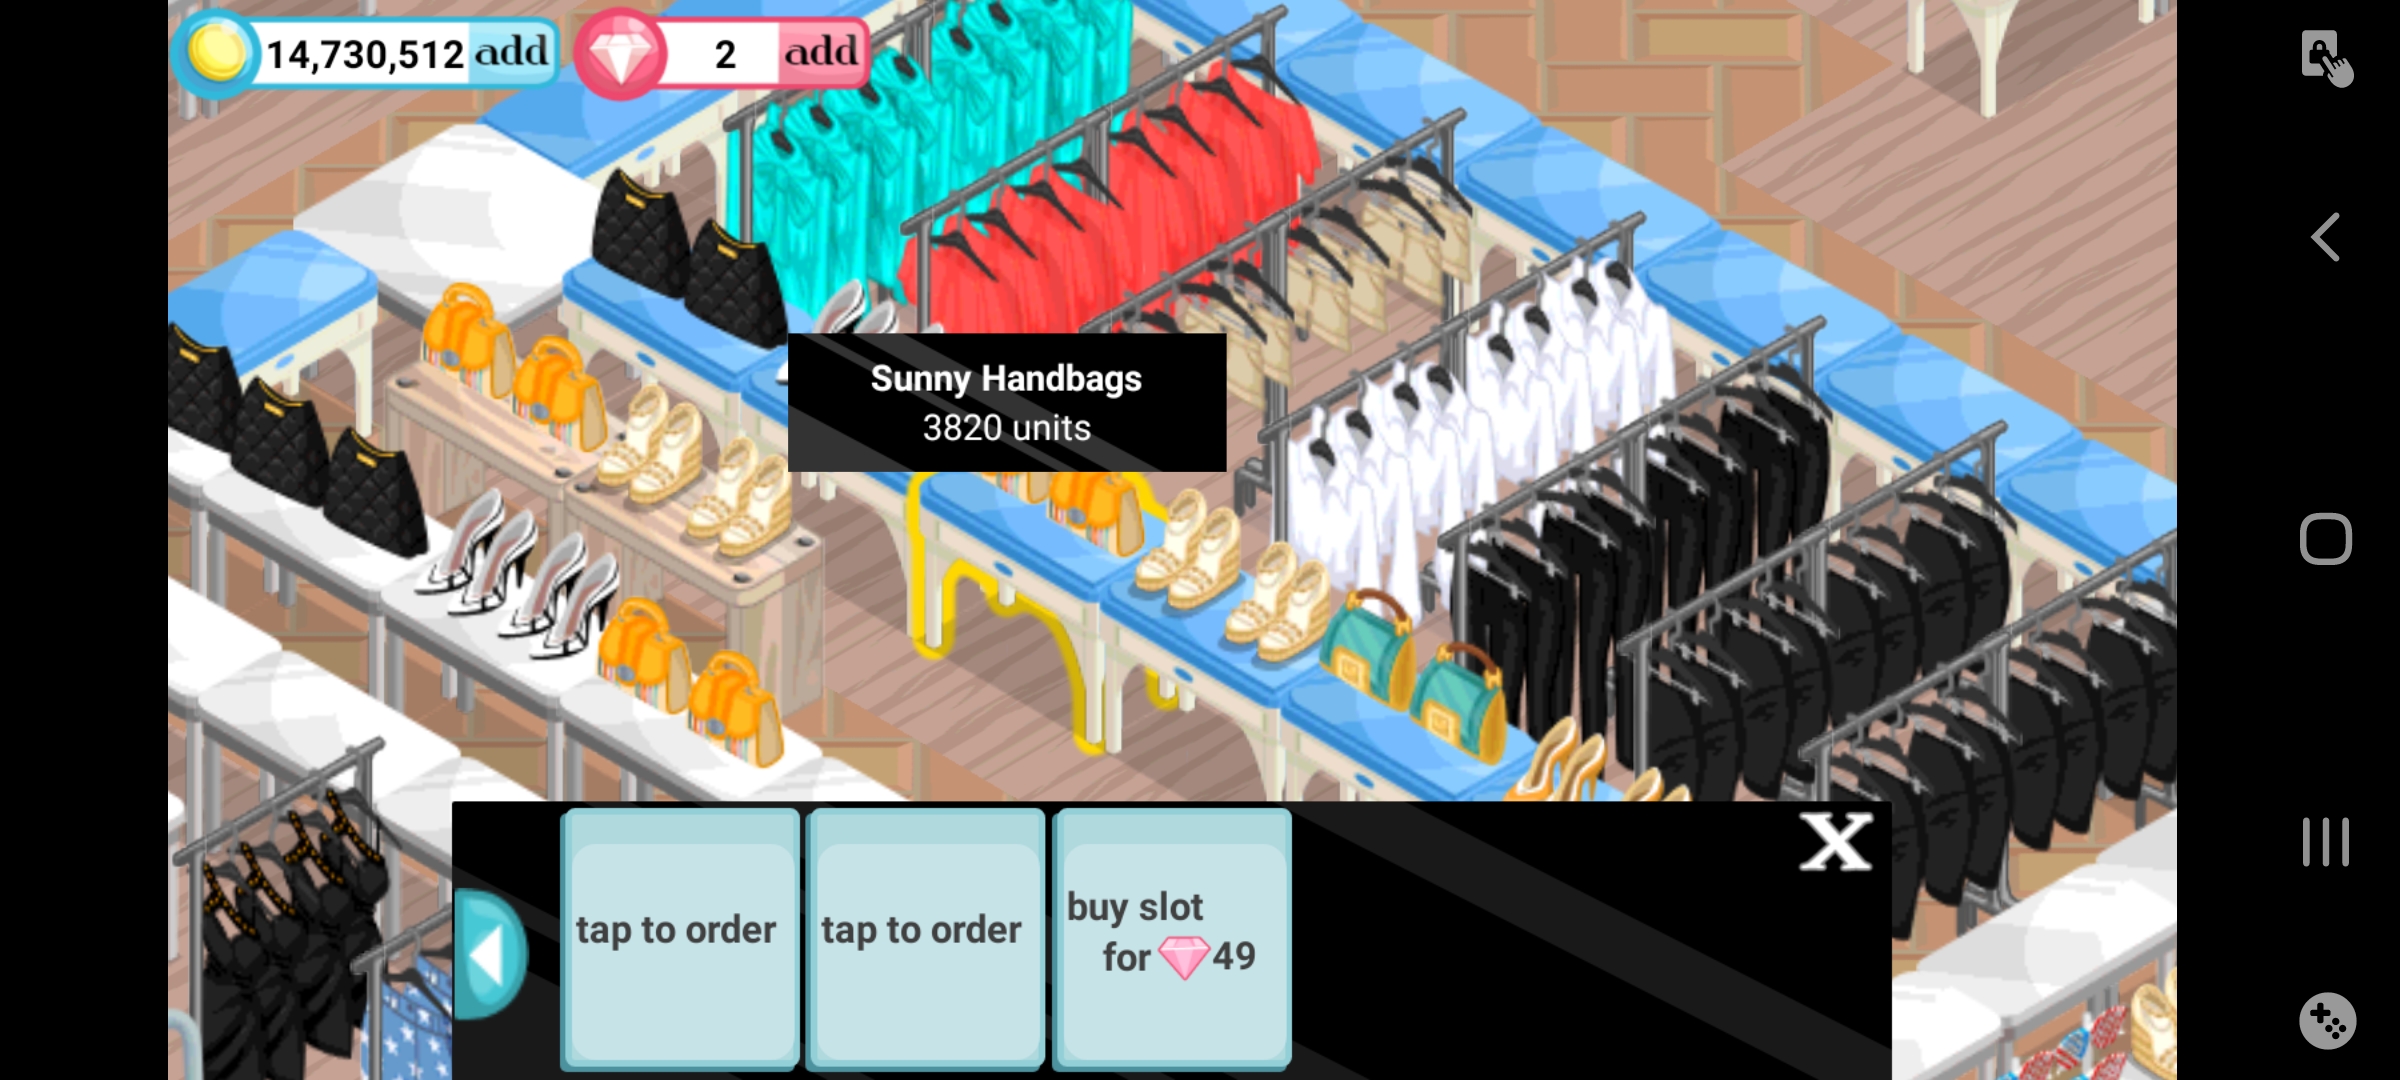 14,730,512 add
2 add
Sunny Handbags
3820 units
X
tap to order
tap to order
buy slot
for 49